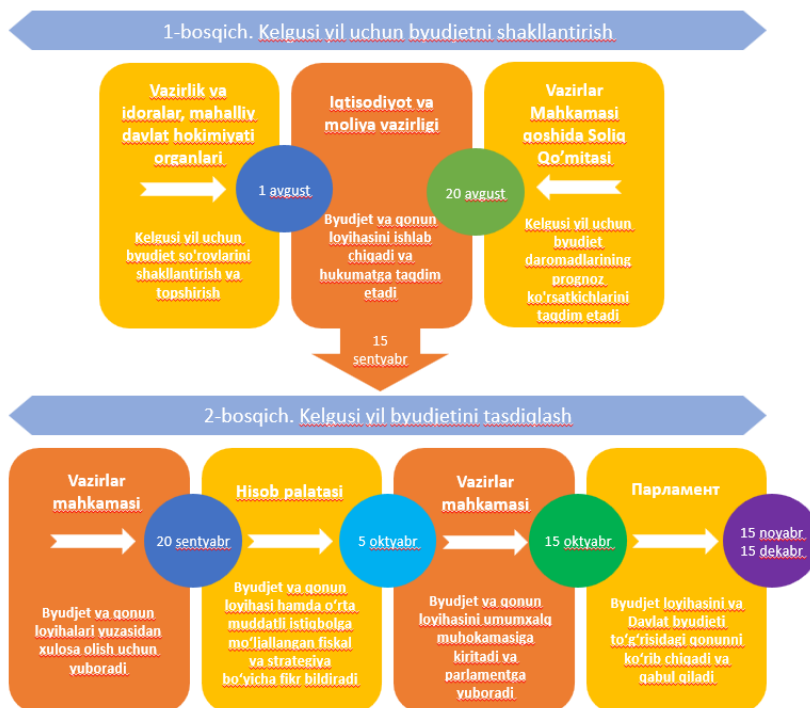 1-bosqich. Kelgusi yil uchun byudjetni shakllantirish
Vazirlik va
idoralar, mahalliy
davlat hokimiyati
organlari
1 avgust
Kelgusi yil uchun
byudjet so'rovlarini
shakllantirish va
topshirish
Iqtisodiyot va
moliya vazirligi
Byudjet va qonun
loyihasini ishlab
chiqadi va
hukumatga taqdim
etadi
20 avgust
Vazirlar
Mahkamasi
qoshida Soliq
Qo’mitasi
Kelgusi yil uchun
byudjet
daromadlarining
prognoz
ko'rsatkichlarini
taqdim etadi
15
sentyabr
2-bosqich. Kelgusi yil byudjetini tasdiqlash
Vazirlar
mahkamasi
20 sentyabr
Byudjet va qonun
loyihalari yuzasidan
xulosa olish uchun
yuboradi
Hisob palatasi
5 oktyabr
Byudjet va qonun
loyihasi hamda o‘rta
muddatli istiqbolga
mo‘ljallangan fiskal
va strategiya
bo‘yicha fikr bildiradi
Vazirlar
mahkamasi
15 oktyabr
Byudjet va qonun
loyihasini umumxalq
muhokamasiga
kiritadi va
parlamentga
yuboradi
Парламент
15 noyabr
15 dekabr
Byudjet loyihasini va
Davlat byudjeti
to‘g‘risidagi qonunni
ko‘rib chiqadi va
qabul qiladi